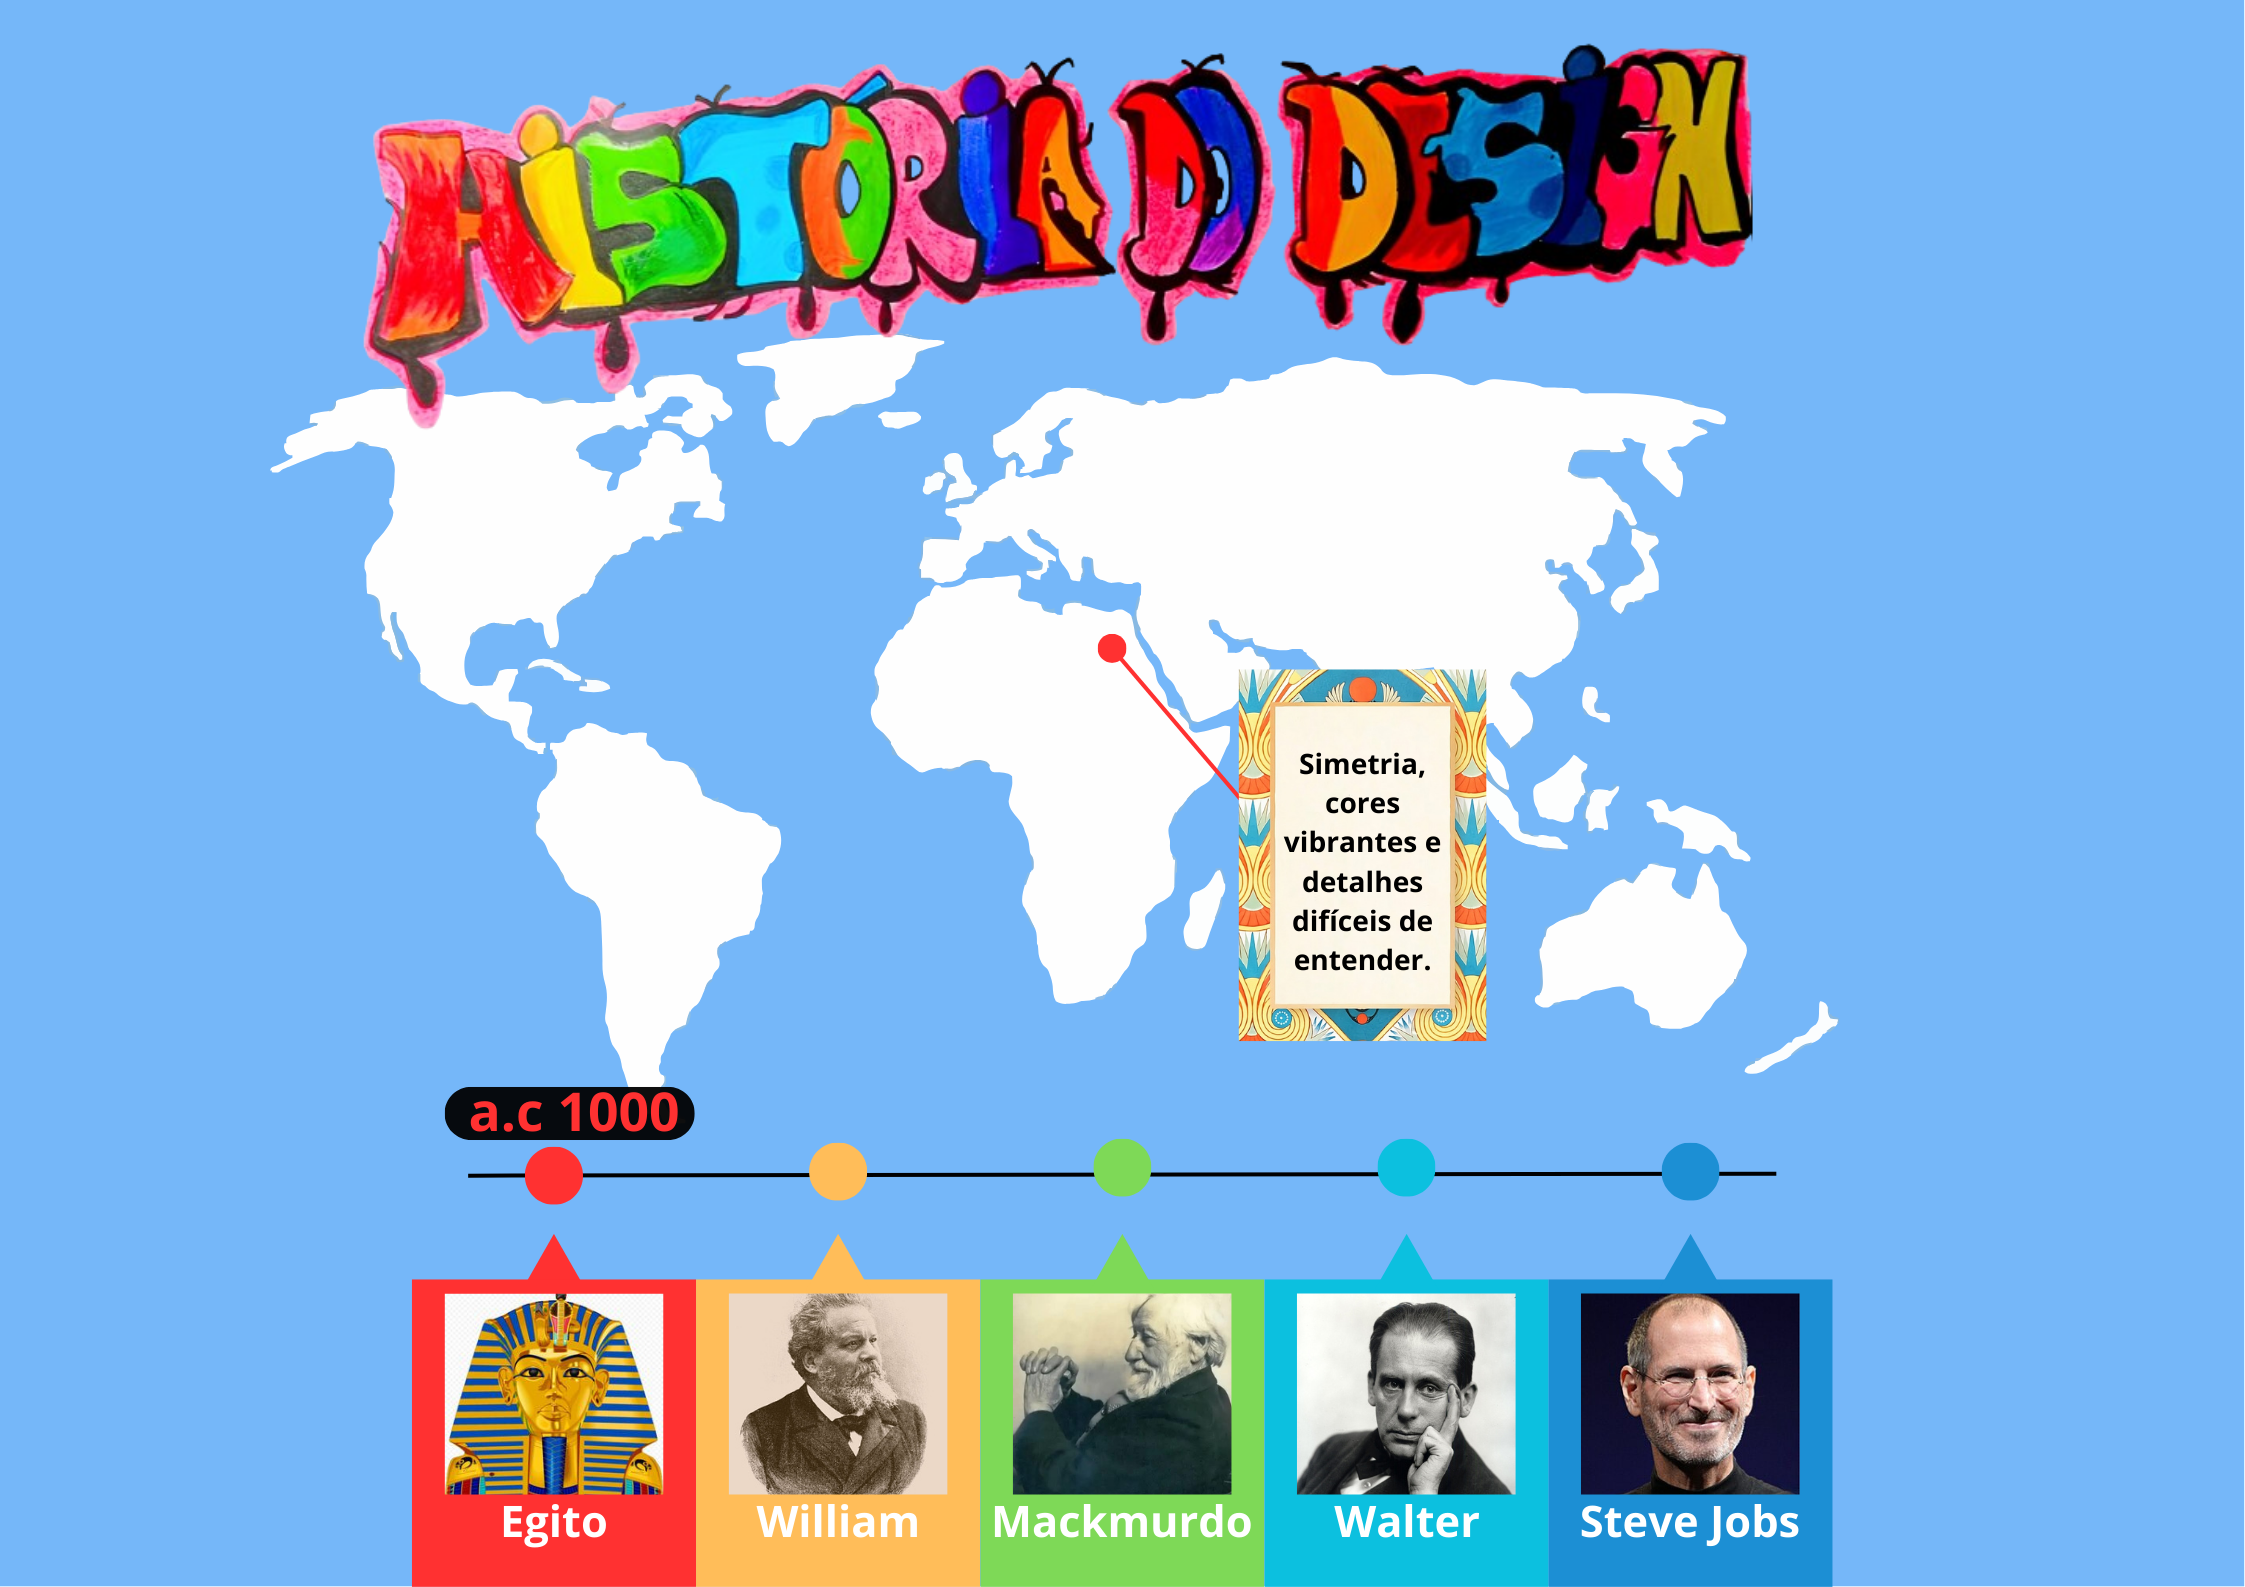 HISTÓRIA DO DESIGN
Simetria,
cores
vibrantes e
detalhes
difíceis de
entender.
a.c 1000
Egito
William
Mackmurdo
Walter
Steve Jobs